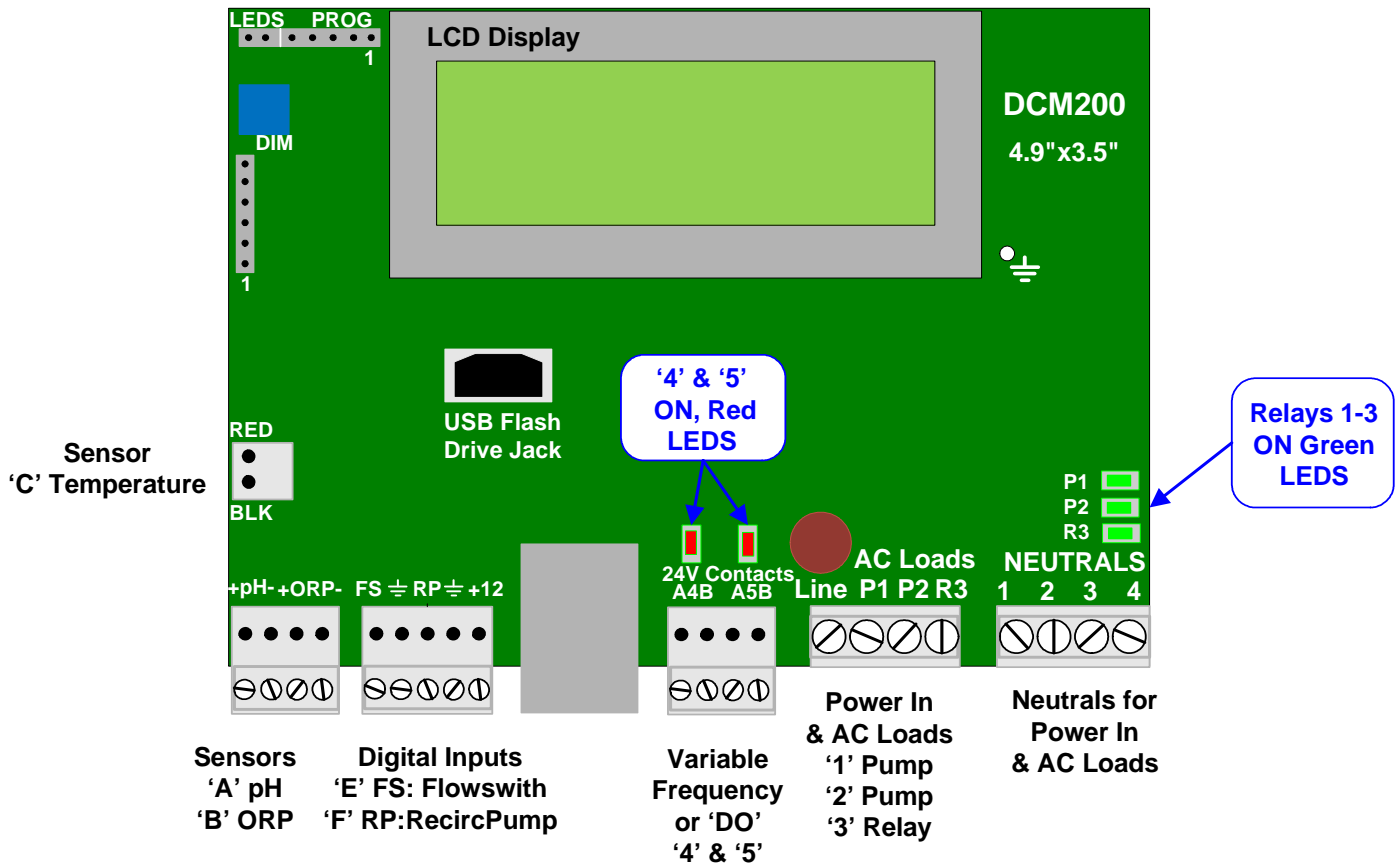 LEDS PROG
1
LCD Display
DCM200
4.9"x3.5"
DIM
1
USB Flash
Drive Jack
‘4’ & ‘5’
ON, Red
LEDS
Relays 1-3
ON Green
LEDS
Sensor
‘C’ Temperature
RED
BLK
P1
P2
R3
+pH- +ORP-
FS RP +12
24V Contacts
A4B A5B
AC Loads
Line P1 P2 R3
NEUTRALS
1 2 3 4
Sensors
‘A’ pH
‘B’ ORP
Digital Inputs
‘E’ FS: Flowswith
‘F’ RP:RecircPump
Variable
Frequency
or ‘DO’
‘4’ & ‘5’
Power In
& AC Loads
‘1’ Pump
‘2’ Pump
‘3’ Relay
Neutrals for
Power In
& AC Loads